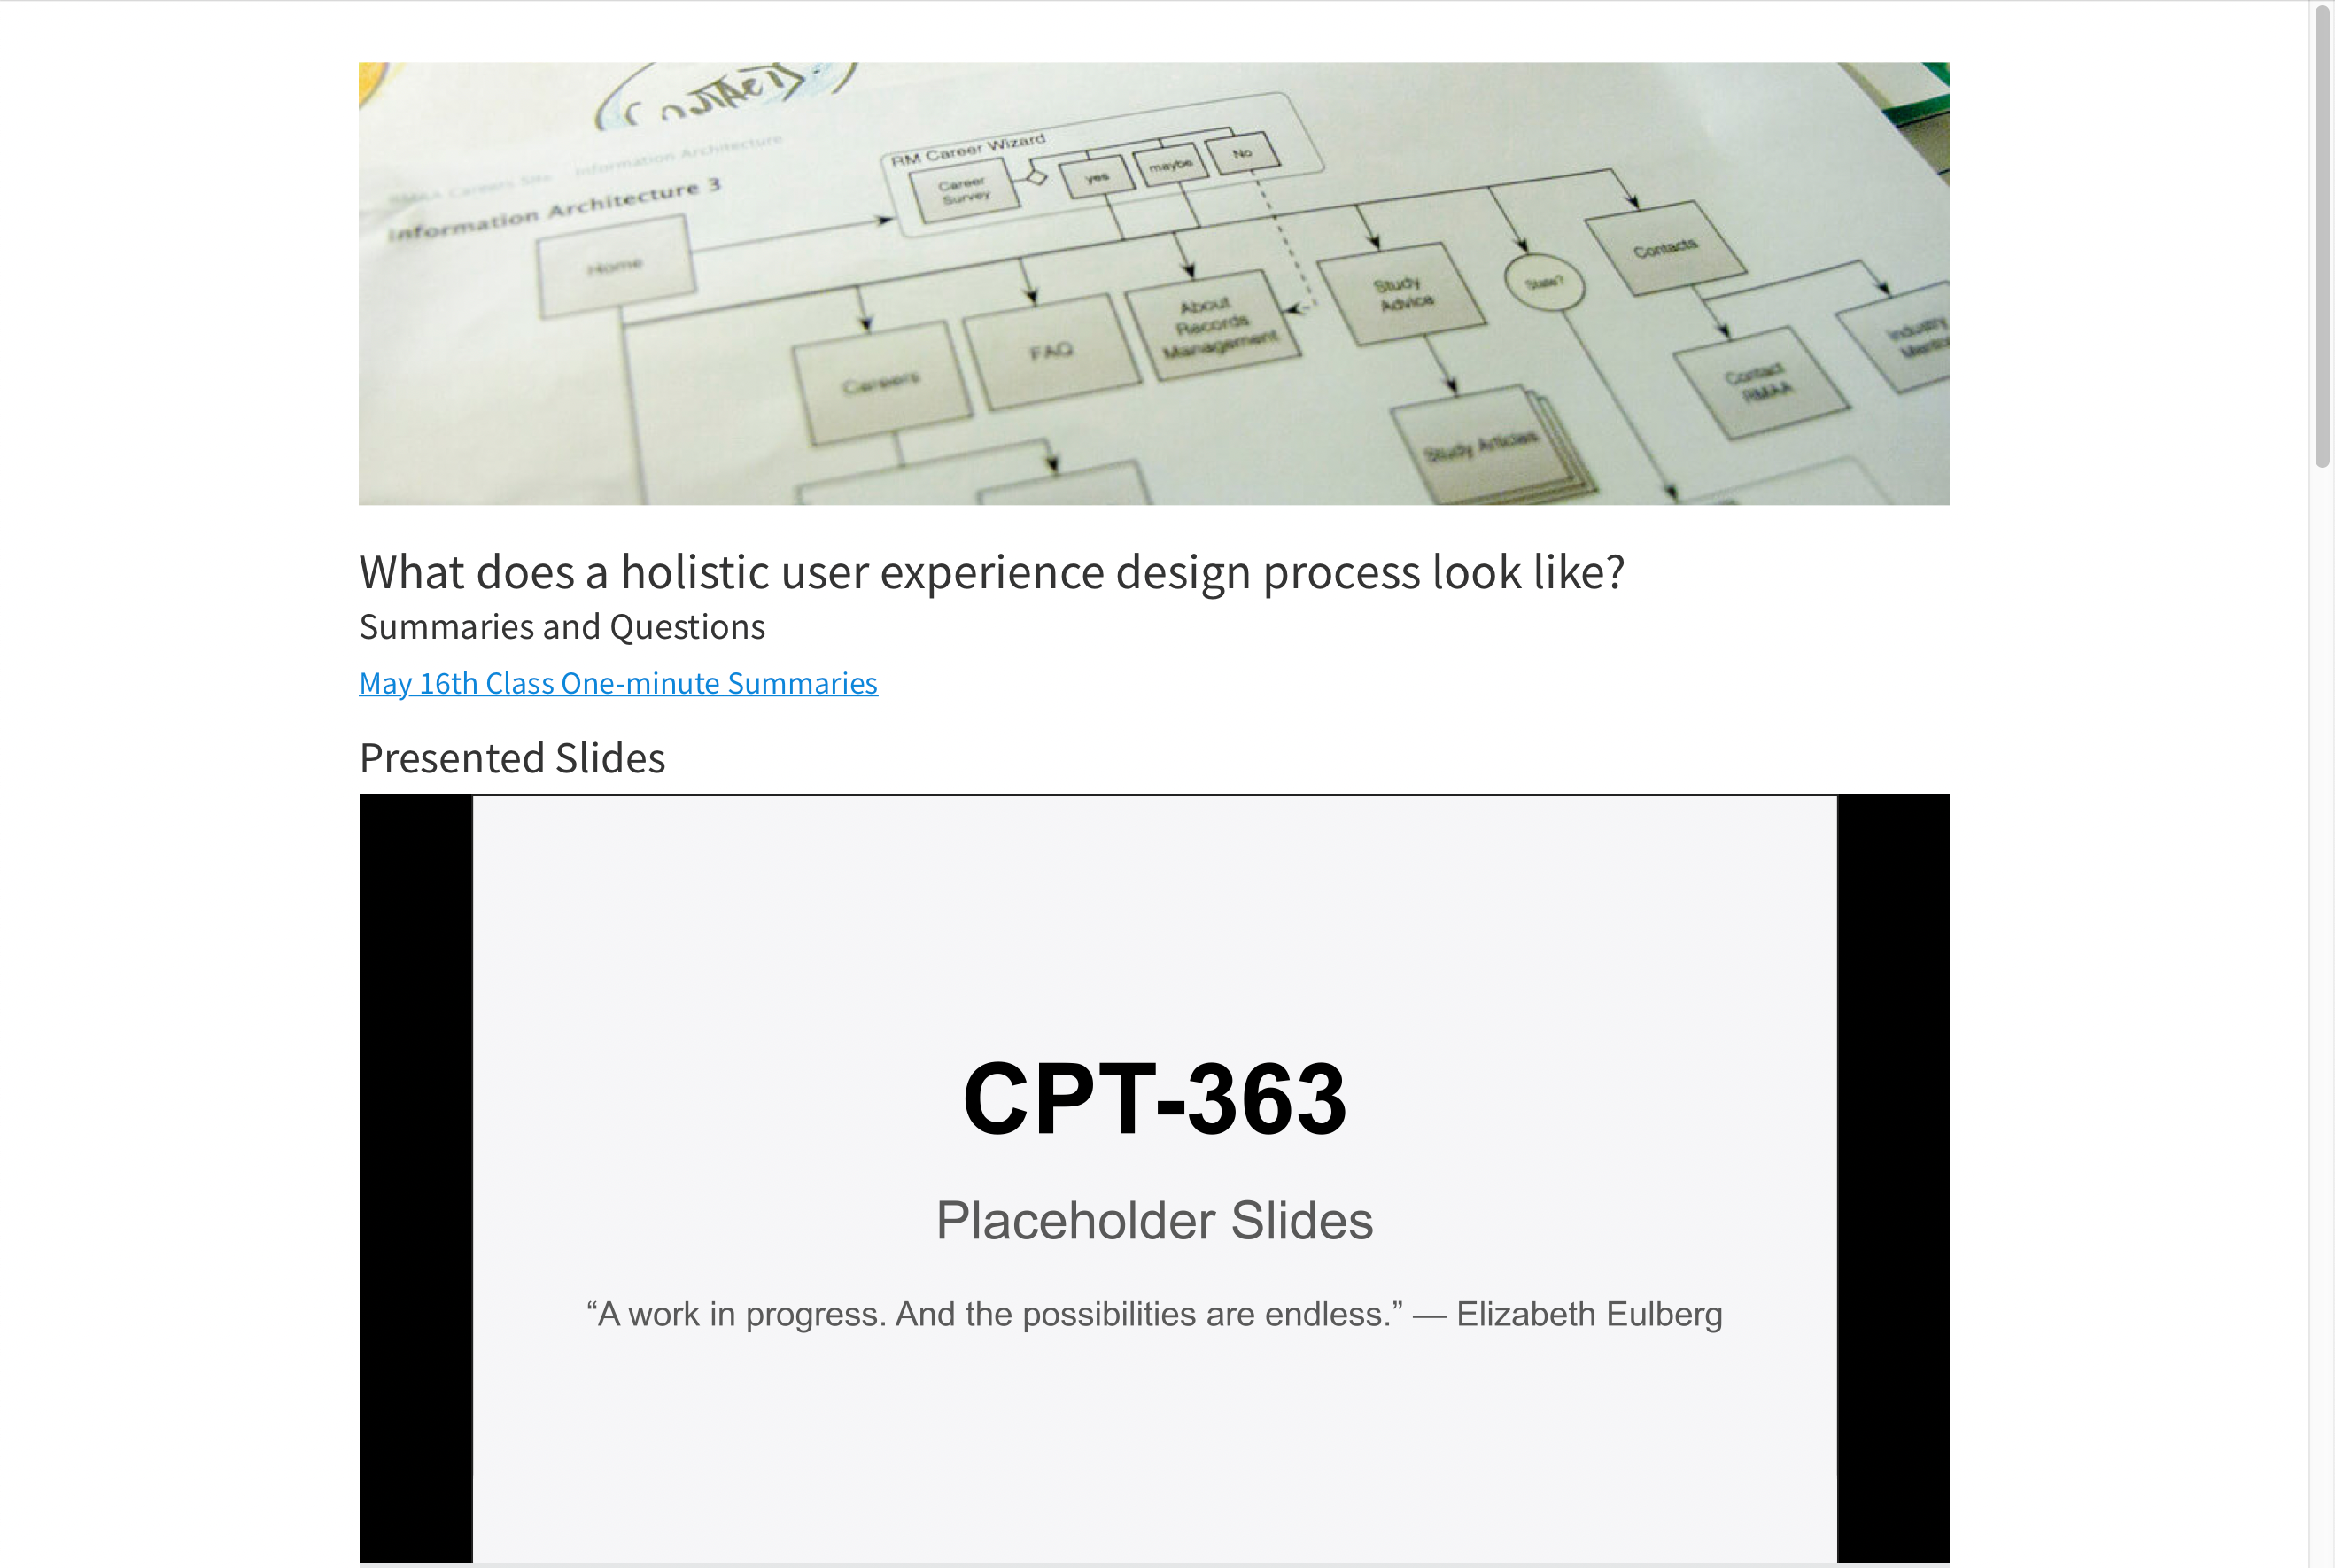 Contacts
Information Architecture
Information Architecture 3
RM Career Wizard
Career
Survey
yes
maybe
No
Home
Careers
FAQ
About
Records
Management
Study
Advice
State?
Contacts
Study Articles
Contact
RMAA
Industry
What does a holistic user experience design process look like?
Summaries and Questions
May 16th Class One-minute Summaries
Presented Slides
CPT-363
Placeholder Slides
“A work in progress. And the possibilities are endless.” — Elizabeth Eulberg